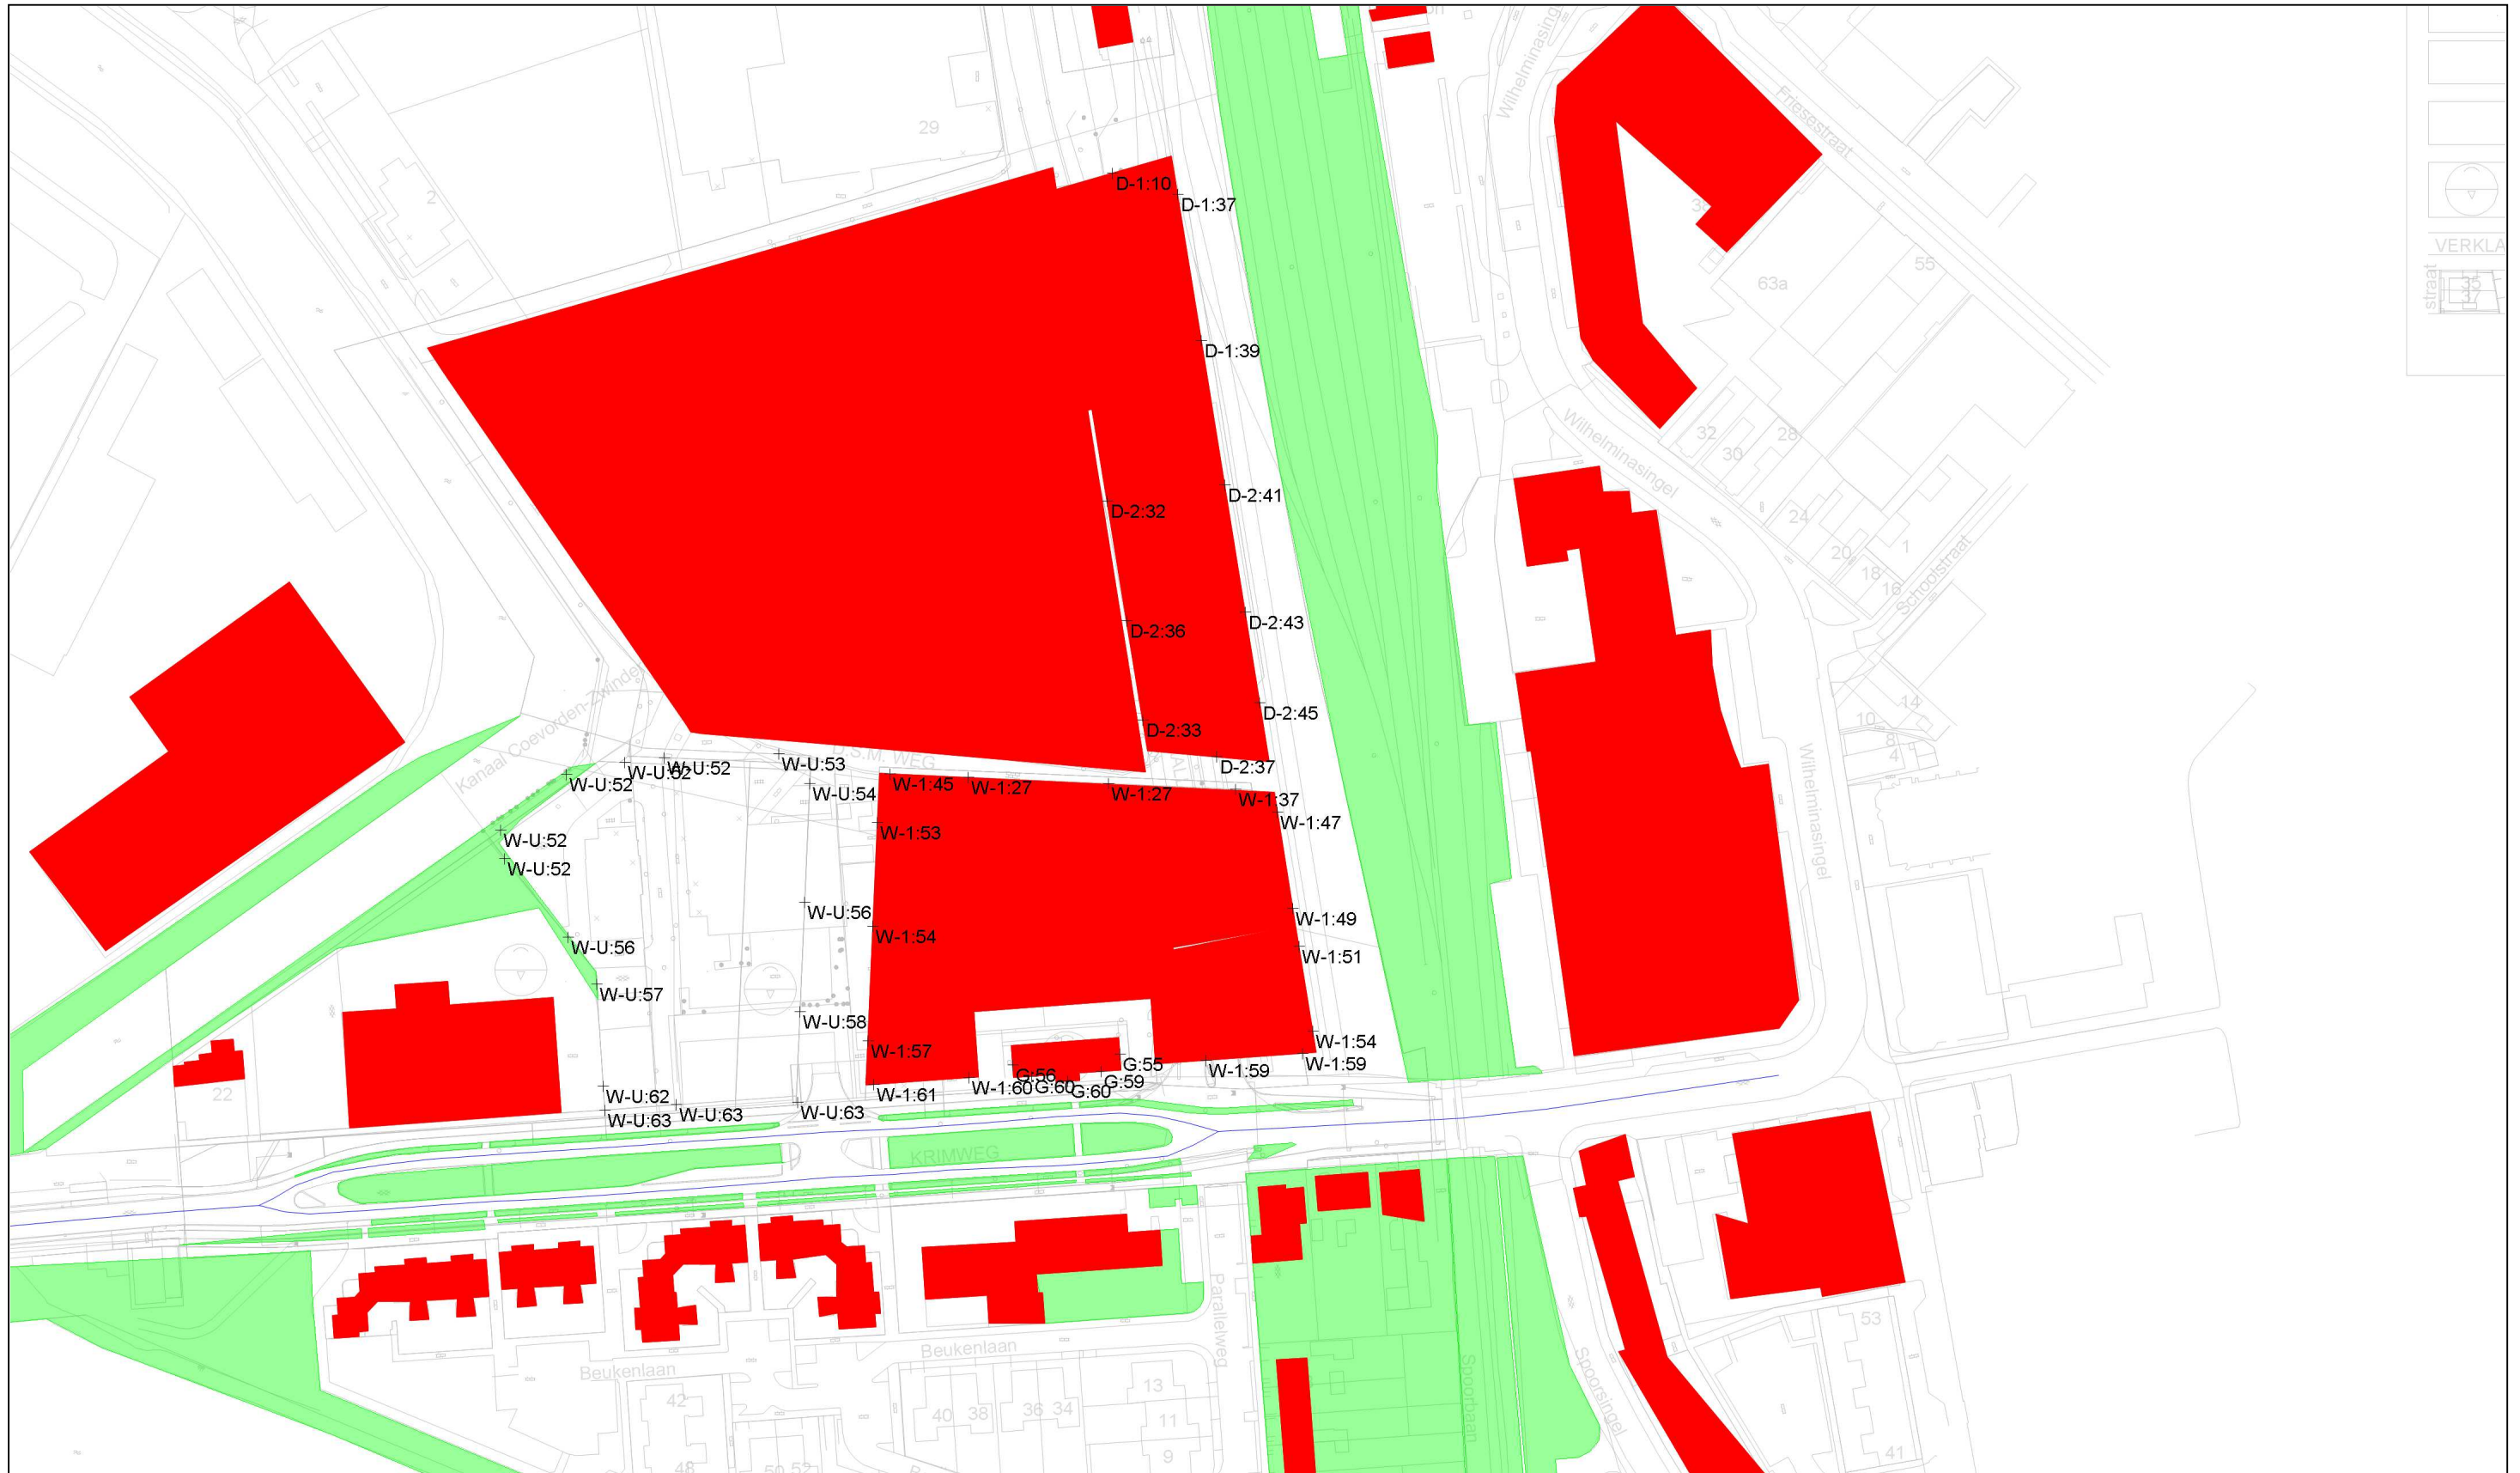 Wilhelminasingel
Friesestraat
29
2
D-1:10
D-1:37
VERKLA
straat
35
37
55
63a
D-1:39
Wilhelminasingel
32
30
28
24
20
18
16
1
Schoolstraat
D-2:41
D-2:32
D-2:43
D-2:36
D-2:45
D-2:33
D-2:37
14
10
8
4
Wilhelminasingel
D.S.M. WEG
W-U:53
W-U:52
W-U:52
W-U:52
W-U:54
W-1:45
W-1:27
W-1:27
W-1:37
W-1:47
W-1:53
W-U:52
W-U:52
W-U:56
W-1:49
W-1:54
W-U:56
W-1:51
W-U:57
W-U:58
W-1:54
W-1:57
G:55
W-1:59
W-1:59
G:56
G:59
G:60
G:60
W-1:60
W-1:61
22
W-U:62
W-U:63
W-U:63
W-U:63
KRIMWEG
Parallelweg
Beukenlaan
Beukenlaan
Spoorbaan
Spoorsingel
53
42
40
38
36
34
13
11
9
41
48
50
52